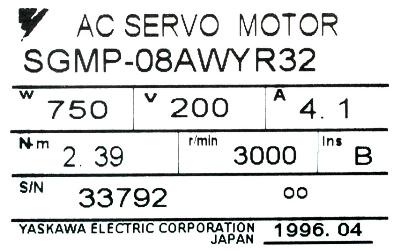 AC SERVO MOTOR
SGMP-08AWYR32
W 750 V 200 A 4.1
N·m 2.39 r/min 3000 Ins B
S/N 33792 00
YASKAWA ELECTRIC CORPORATION
JAPAN 1996.04